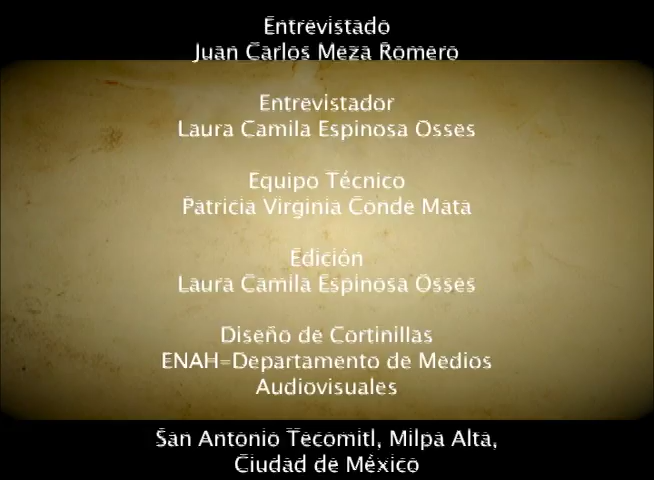 Entrevistado
Juan Carlos Meza Romero
Entrevistador
Laura Camila Espinosa Osses
Equipo Técnico
Patricia Virginia Conde Mata
Edición
Laura Camila Espinosa Osses
Diseño de Cortinillas
ENAH-Departamento de Medios
Audiovisuales
San Antonio Tecomitl, Milpa Alta,
Ciudad de México